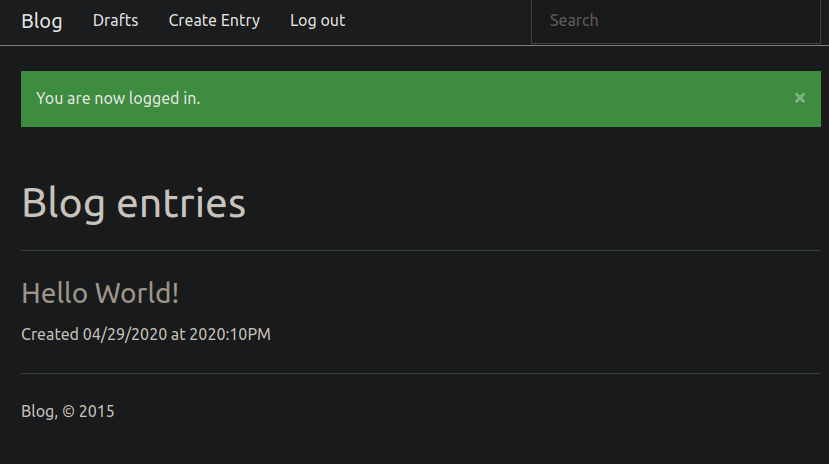 Blog Drafts Create Entry Log out Search
You are now logged in. ×
Blog entries
Hello World!
Created 04/29/2020 at 2020:10PM
Blog, © 2015